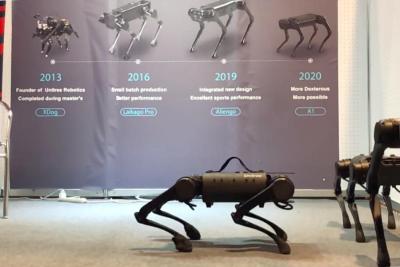 2013
2016
2019
2020
Founder of Unitree Robotics
Completed during master's
XDog
Small batch production
Better performance
Laikago Pro
Integrated new design
Excellent sports performance
Aliengo
More Dexterous
More possible
A1